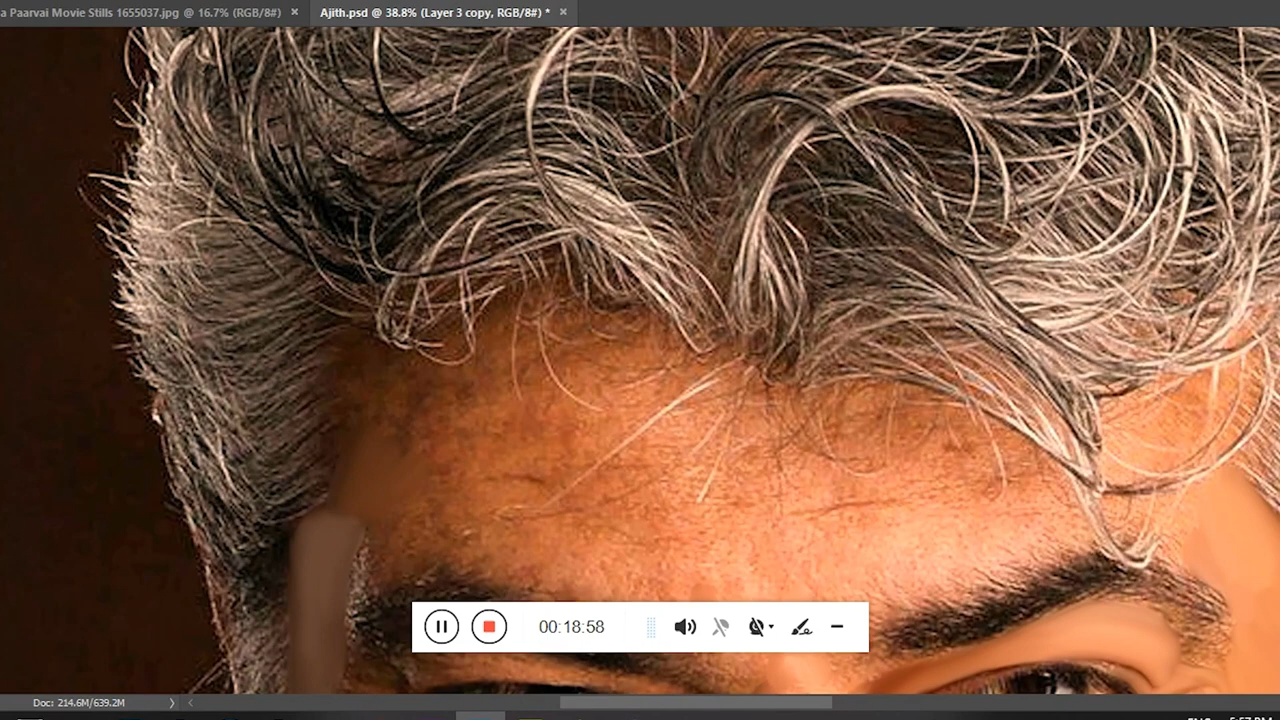 a Paarvai Movie Stills 1655037.jpg @ 16.7% (RGB/8#)
Ajith.psd @ 38.8% (Layer 3 copy, RGB/8#) *
00:18:58
Doc: 214.6M/639.2M